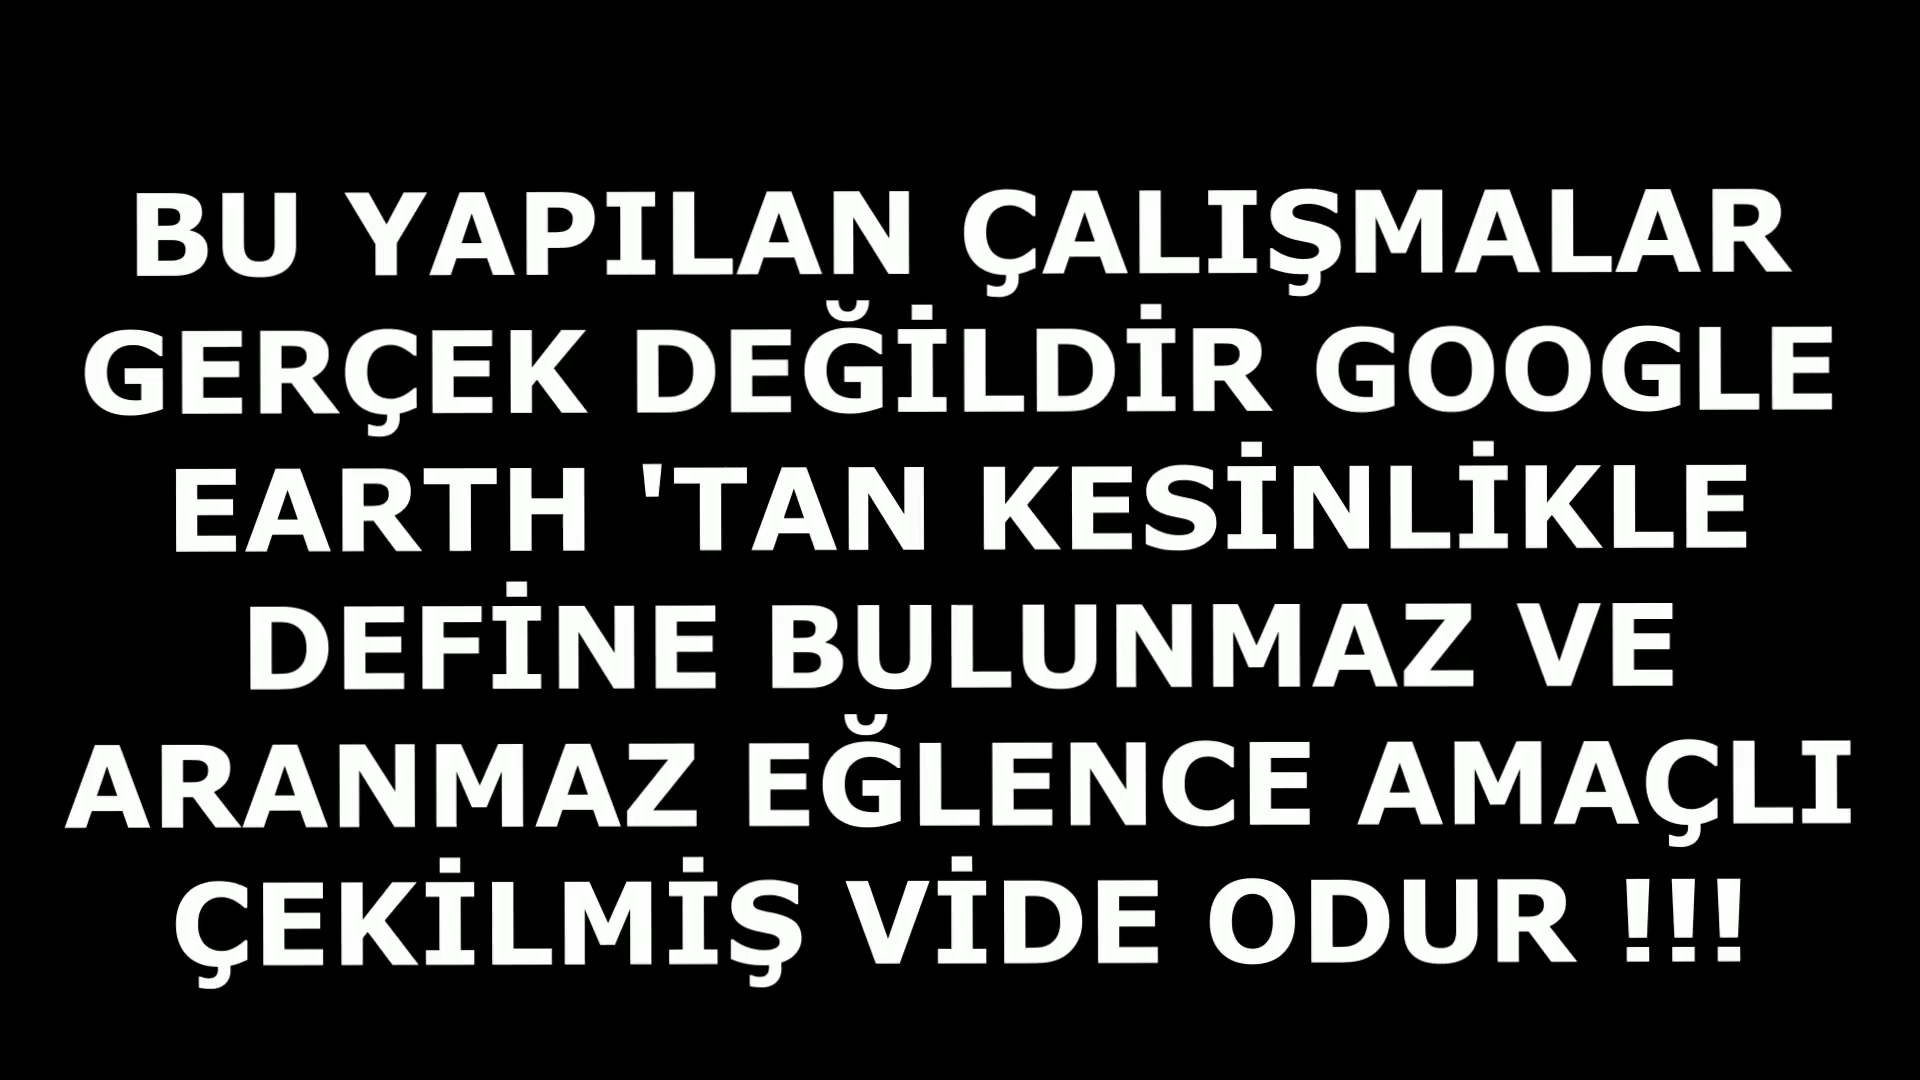 BU YAPILAN ÇALIŞMALAR
GERÇEK DEĞİLDİR GOOGLE
EARTH 'TAN KESİNLİKLE
DEFİNE BULUNMAZ VE
ARANMAZ EĞLENCE AMAÇLI
ÇEKİLMİŞ VİDE ODUR !!!